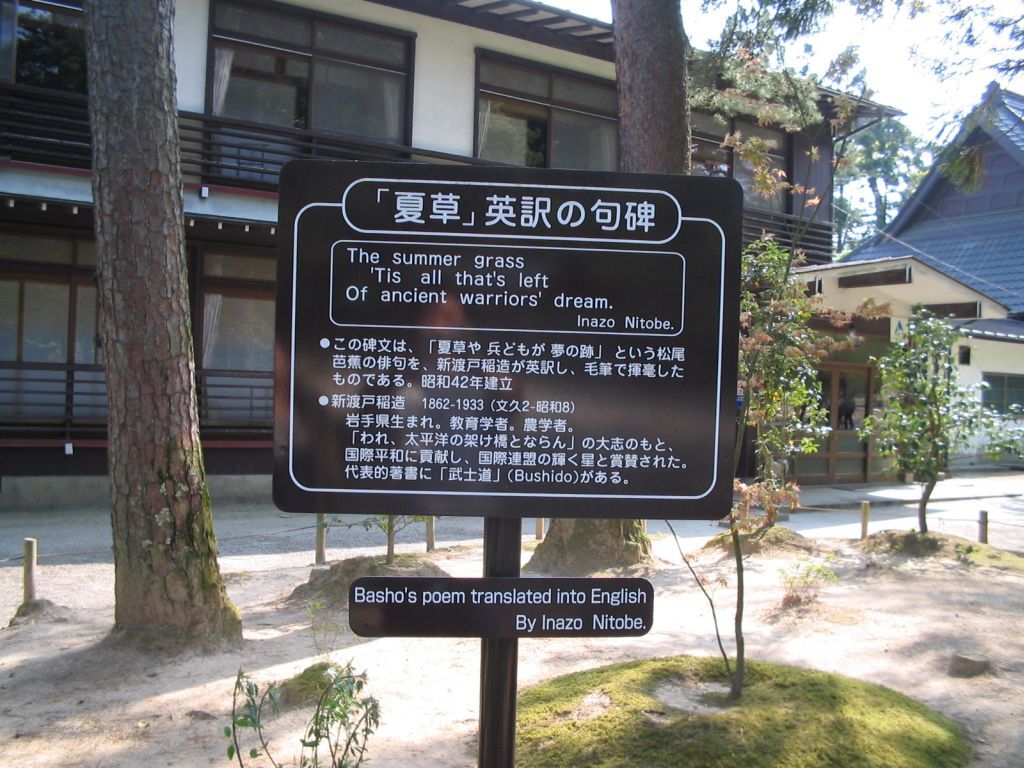 「夏草」英訳の句碑
The summer grass
'Tis all that's left
Of ancient warriors' dream.
Inazo Nitobe.
●この碑文は、「夏草や 兵どもが 夢の跡」 という松尾
芭蕉の俳句を、新渡戸稲造が英訳し、毛筆で揮毫した
ものである。昭和42年建立
●新渡戸稲造 1862-1933 (文久2-昭和8)
岩手県生まれ。教育学者。農学者。
「われ、太平洋の架け橋とならん」の大志のもと、
国際平和に貢献し、国際連盟の輝く星と賞賛された。
代表的著書に「武士道」(Bushido)がある。
Basho's poem translated into English
By Inazo Nitobe.